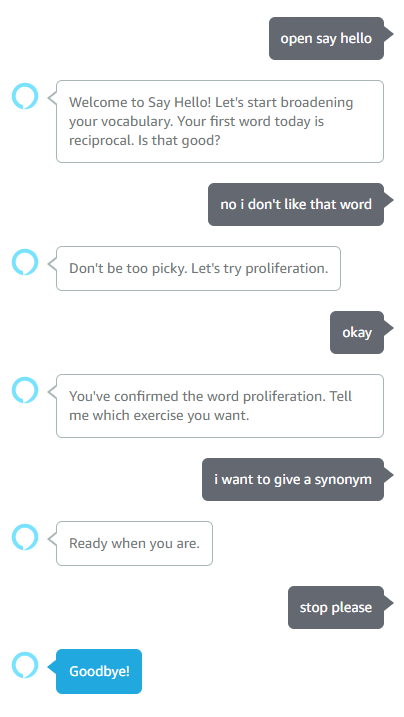 open say hello
Welcome to Say Hello! Let's start broadening
your vocabulary. Your first word today is
reciprocal. Is that good?
no i don't like that word
Don't be too picky. Let's try proliferation.
okay
You've confirmed the word proliferation. Tell
me which exercise you want.
i want to give a synonym
Ready when you are.
stop please
Goodbye!